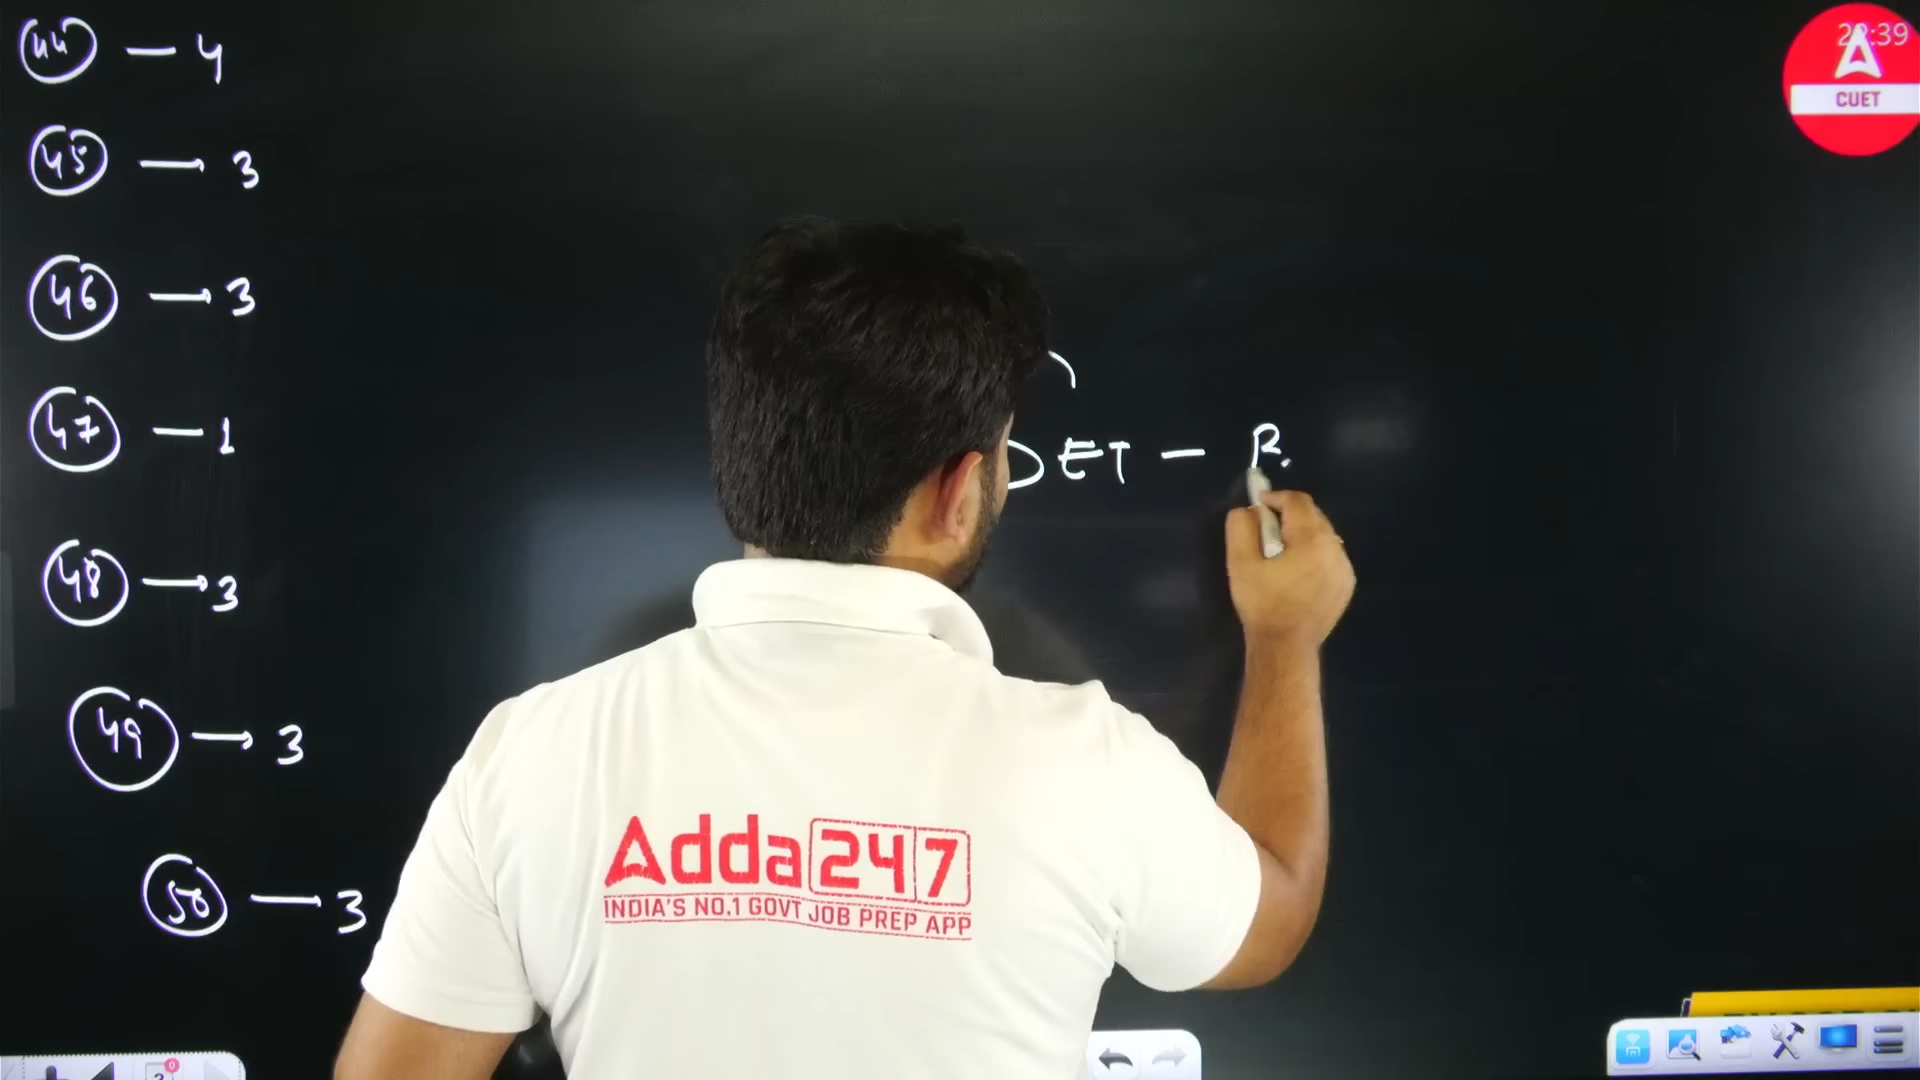 44 — 4
45 → 3
46 → 3
47 — 1
48 → 3
49 → 3
50 → 3
SET –
CUET
Adda247
INDIA'S NO.1 GOVT JOB PREP APP